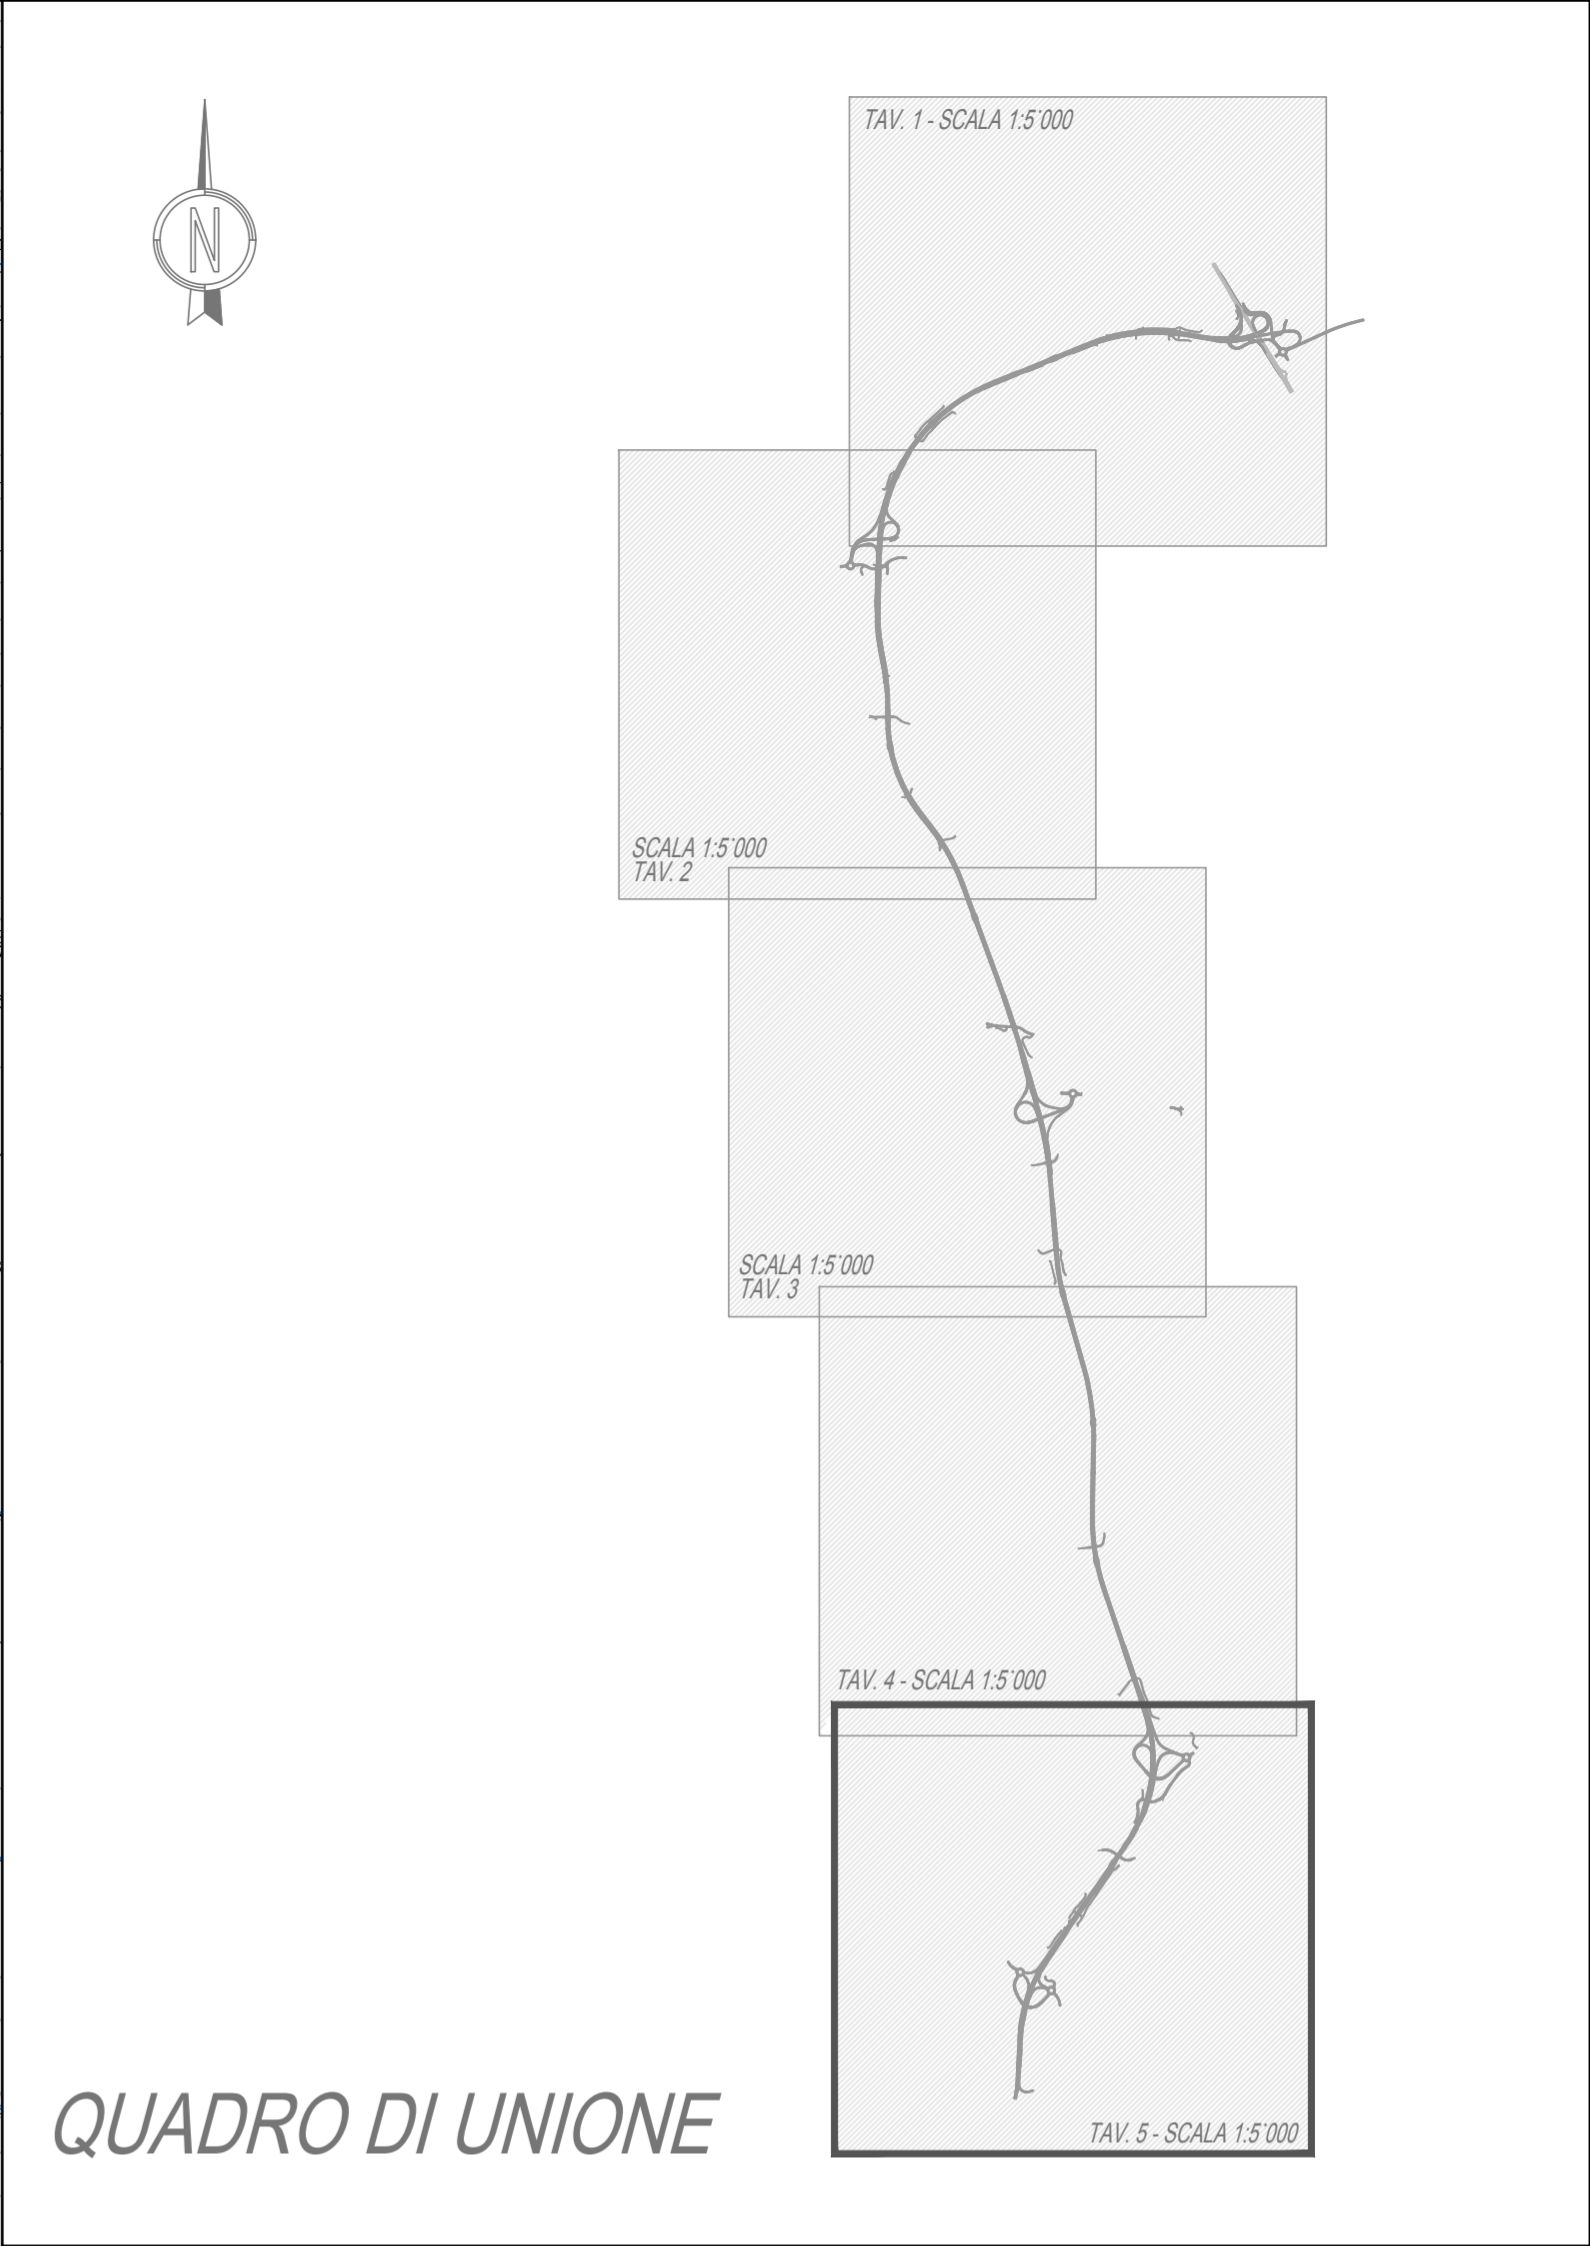 TAV. 1 - SCALA 1:5˙000
N
SCALA 1:5˙000
TAV. 2
SCALA 1:5˙000
TAV. 3
TAV. 4 - SCALA 1:5˙000
QUADRO DI UNIONE
TAV. 5 - SCALA 1:5˙000